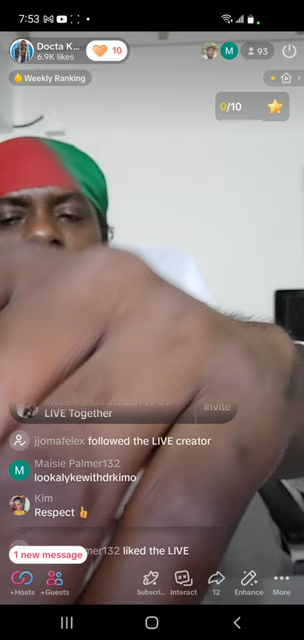 7:53
Docta K...
6.9K likes
10
M
93
Weekly Ranking
0/10
LIVE Together
Invite
jjomafelex followed the LIVE creator
M
Maisie Palmer132
lookalykewithdrkimo
Kim
Respect
1 new message
mer132 liked the LIVE
+Hosts
+Guests
Subscri...
Interact
12
Enhance
More